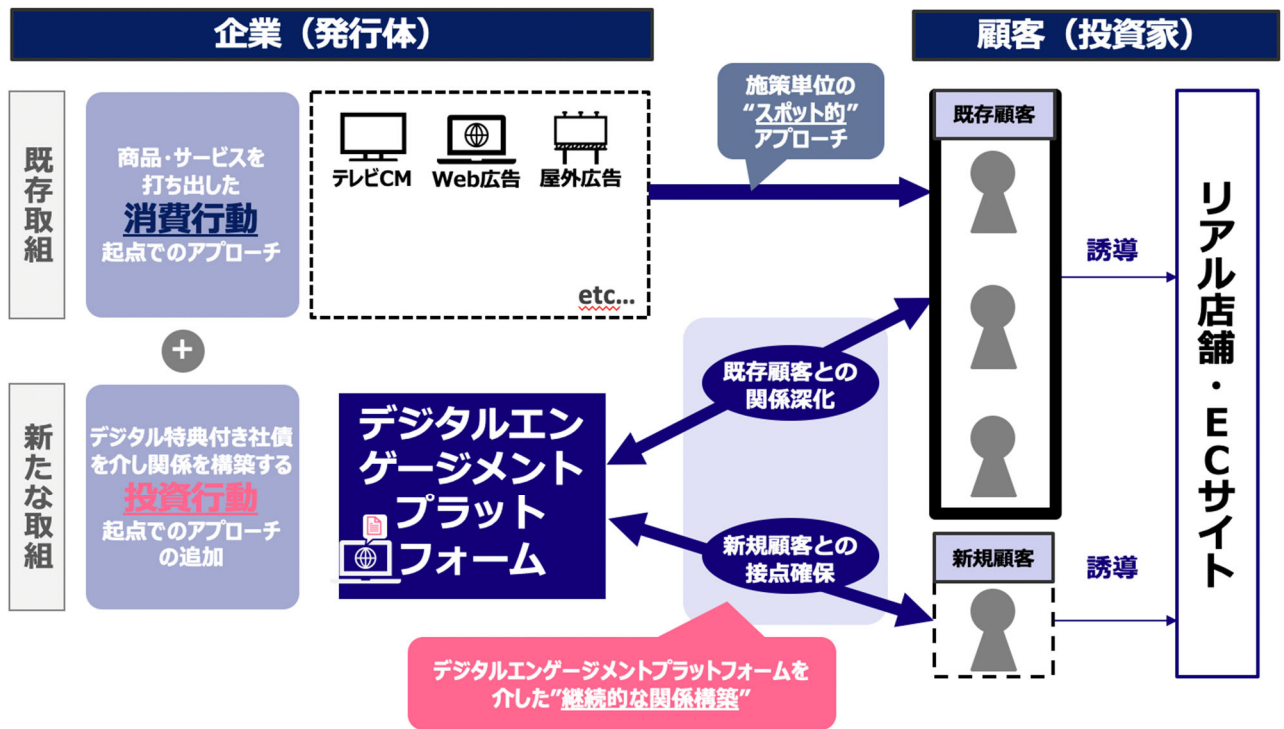 企業（発行体）
顧客（投資家）
既存取組
商品・サービスを
打ち出した
消費行動
起点でのアプローチ
テレビCM
Web広告
屋外広告
etc...
施策単位の
“スポット的”
アプローチ
既存顧客
誘導
リアル店舗・ECサイト
+
新たな取組
デジタル特典付き社債
を介し関係を構築する
投資行動
起点でのアプローチ
の追加
デジタルエン
ゲージメント
プラット
フォーム
既存顧客との
関係深化
新規顧客との
接点確保
新規顧客
誘導
デジタルエンゲージメントプラットフォームを
介した”継続的な関係構築”